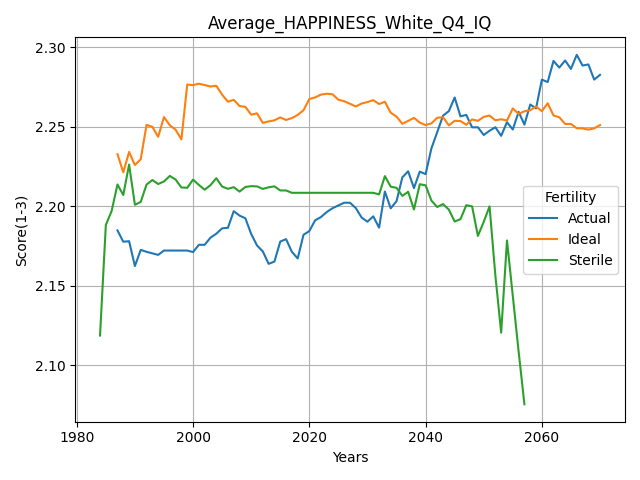 Average_HAPPINESS_White_Q4_IQ
Score(1-3)
2.30
2.25
2.20
2.15
2.10
Fertility
Actual
Ideal
Sterile
1980
2000
2020
2040
2060
Years